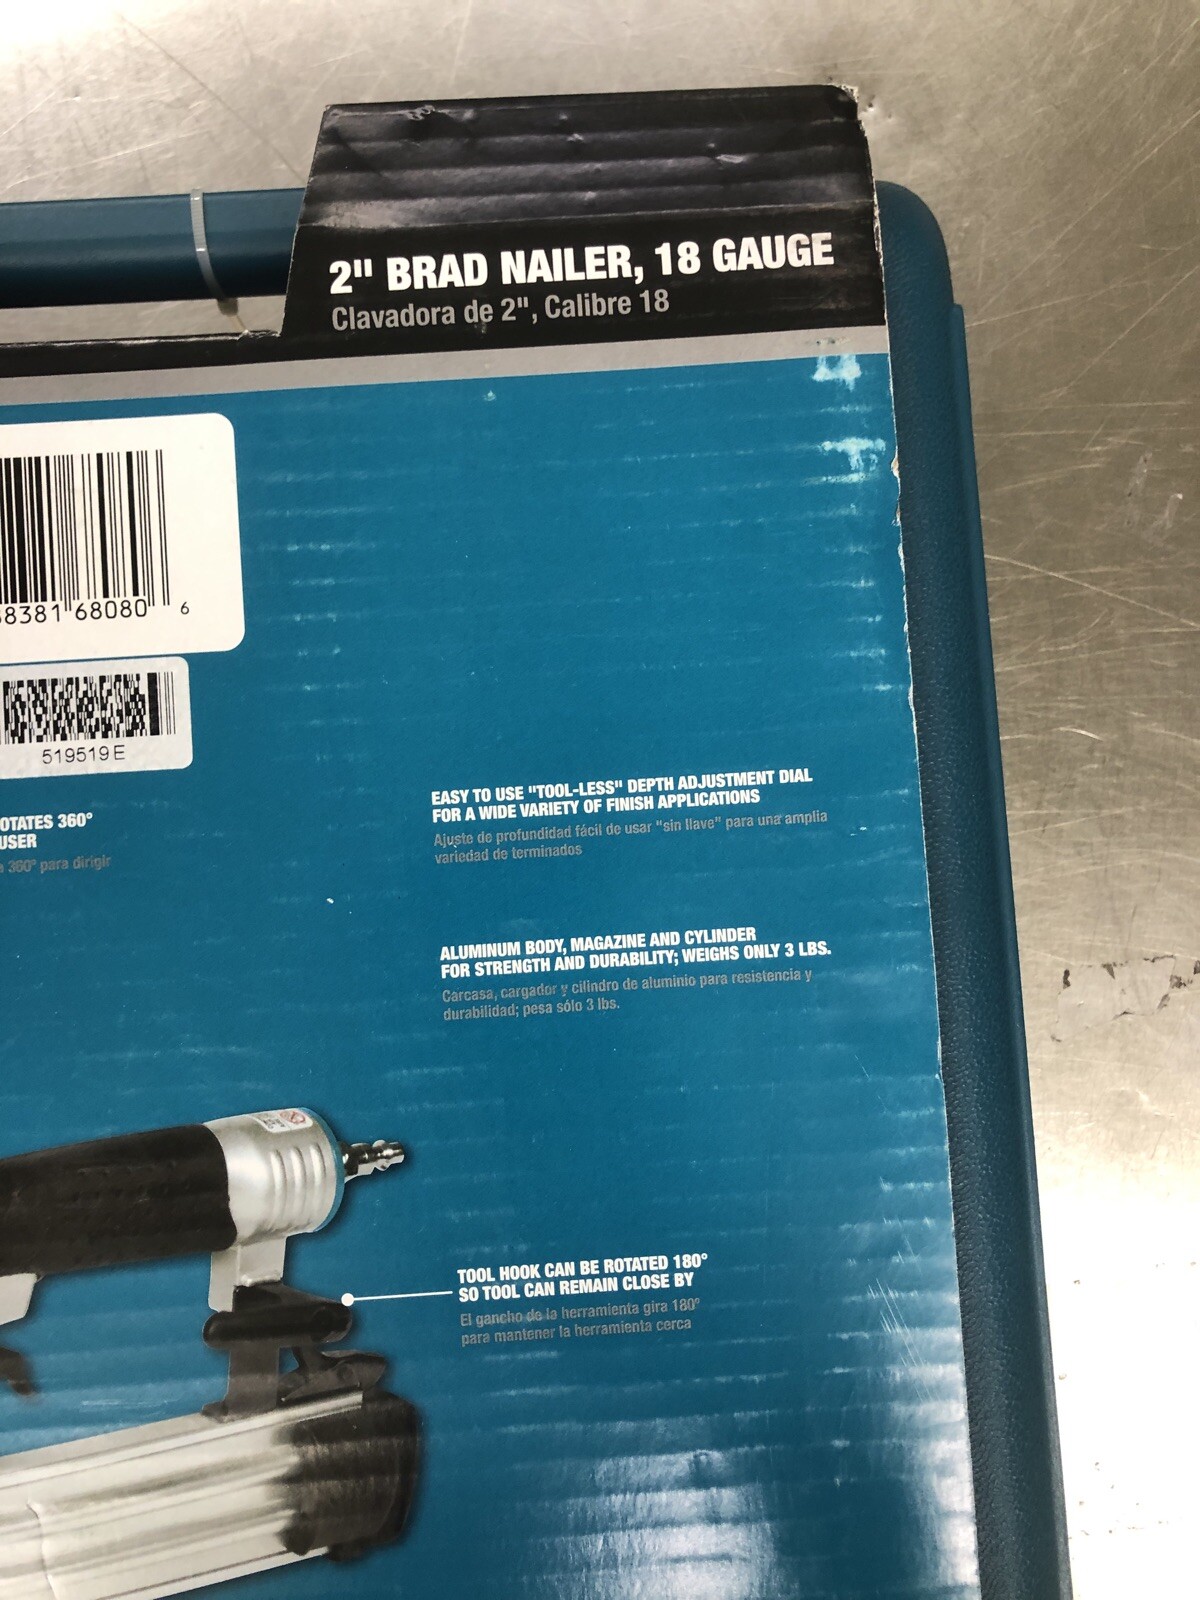 2" BRAD NAILER, 18 GAUGE
Clavadora de 2", Calibre 18
8381 68080 6
519519E
OTATES 360°
USER
360° para dirigir
EASY TO USE "TOOL-LESS" DEPTH ADJUSTMENT DIAL
FOR A WIDE VARIETY OF FINISH APPLICATIONS
Ajuste de profundidad fácil de usar "sin llave" para una amplia
variedad de terminados
ALUMINUM BODY, MAGAZINE AND CYLINDER
FOR STRENGTH AND DURABILITY; WEIGHS ONLY 3 LBS.
Carcasa, cargador y cilindro de aluminio para resistencia y
durabilidad; pesa sólo 3 lbs.
TOOL HOOK CAN BE ROTATED 180°
SO TOOL CAN REMAIN CLOSE BY
El gancho de la herramienta gira 180°
para mantener la herramienta cerca